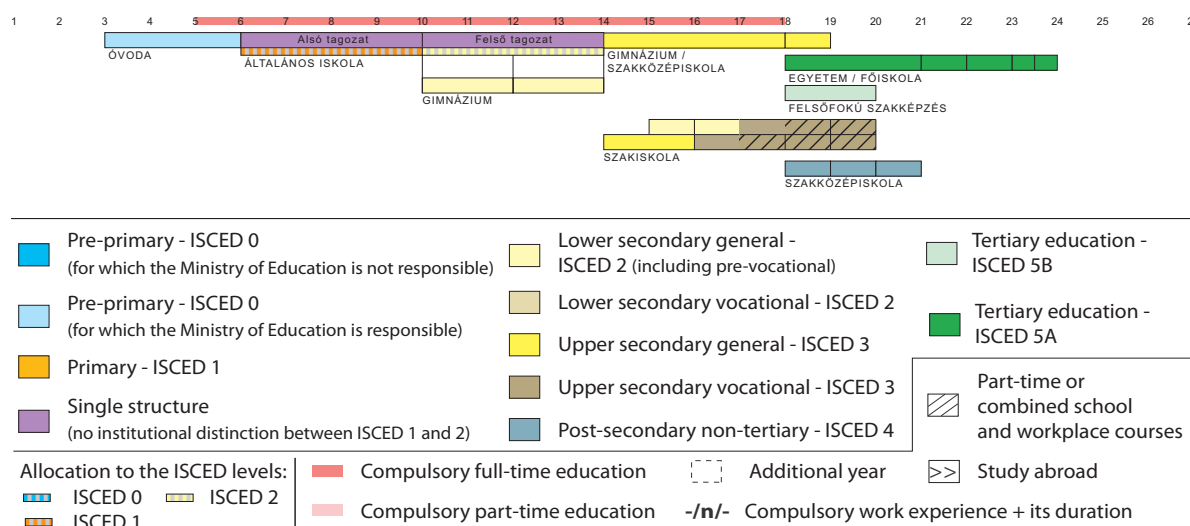 1 2 3 4 5 6 7 8 9 10 11 12 13 14 15 16 17 18 19 20 21 22 23 24 25 26
Alsó tagozat Felső tagozat
ÓVODA ÁLTALÁNOS ISKOLA GIMNÁZIUM /
SZAKKÖZÉPISKOLA
EGYETEM / FŐISKOLA
GIMNÁZIUM
FELSŐFOKÚ SZAKKÉPZÉS
SZAKISKOLA
SZAKKÖZÉPISKOLA
Pre-primary - ISCED 0
(for which the Ministry of Education is not responsible)
Pre-primary - ISCED 0
(for which the Ministry of Education is responsible)
Primary - ISCED 1
Single structure
(no institutional distinction between ISCED 1 and 2)
Lower secondary general -
ISCED 2 (including pre-vocational)
Lower secondary vocational - ISCED 2
Upper secondary general - ISCED 3
Upper secondary vocational - ISCED 3
Post-secondary non-tertiary - ISCED 4
Tertiary education -
ISCED 5B
Tertiary education -
ISCED 5A
Part-time or
combined school
and workplace courses
Allocation to the ISCED levels:
ISCED 0 ISCED 2
ISCED 1
Compulsory full-time education
Additional year
>> Study abroad
Compulsory part-time education
-/n/- Compulsory work experience + its duration